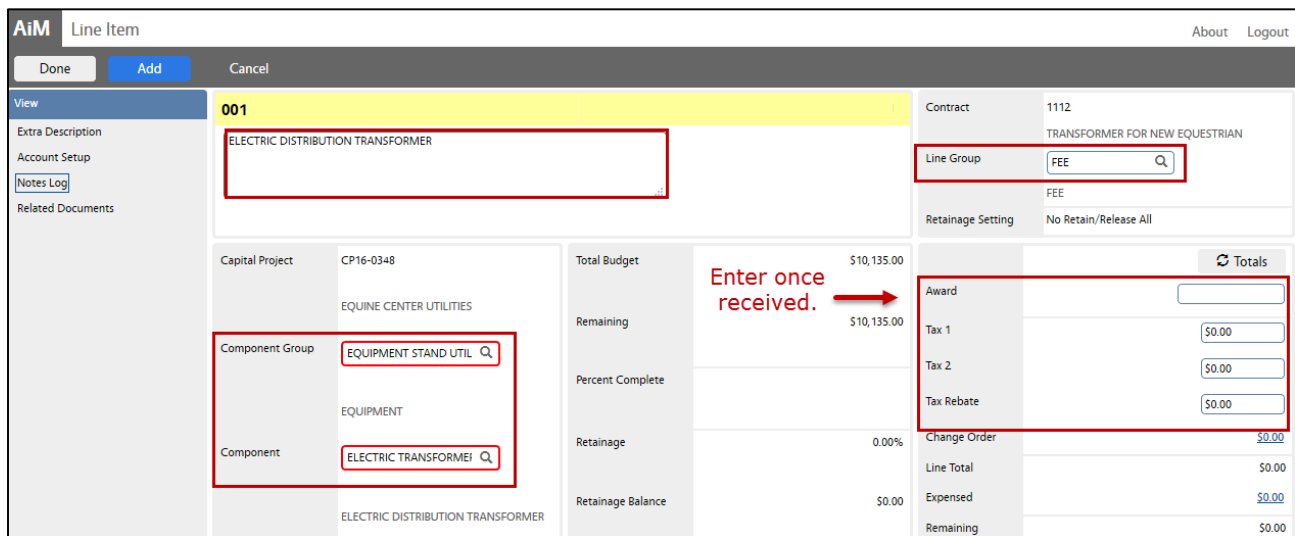 AiM Line Item About Logout
Done Add Cancel
View
Extra Description
Account Setup
Notes Log
Related Documents
001
ELECTRIC DISTRIBUTION TRANSFORMER
Contract 1112
TRANSFORMER FOR NEW EQUESTRIAN
Line Group FEE
FEE
Retainage Setting No Retain/Release All
Capital Project CP16-0348
EQUINE CENTER UTILITIES
Component Group EQUIPMENT STAND UTIL
EQUIPMENT
Component ELECTRIC TRANSFORMER
ELECTRIC DISTRIBUTION TRANSFORMER
Total Budget $10,135.00
Remaining $10,135.00
Percent Complete
Retainage 0.00%
Retainage Balance $0.00
Enter once
received.
Totals
Award
Tax 1 $0.00
Tax 2 $0.00
Tax Rebate $0.00
Change Order $0.00
Line Total $0.00
Expensed $0.00
Remaining $0.00